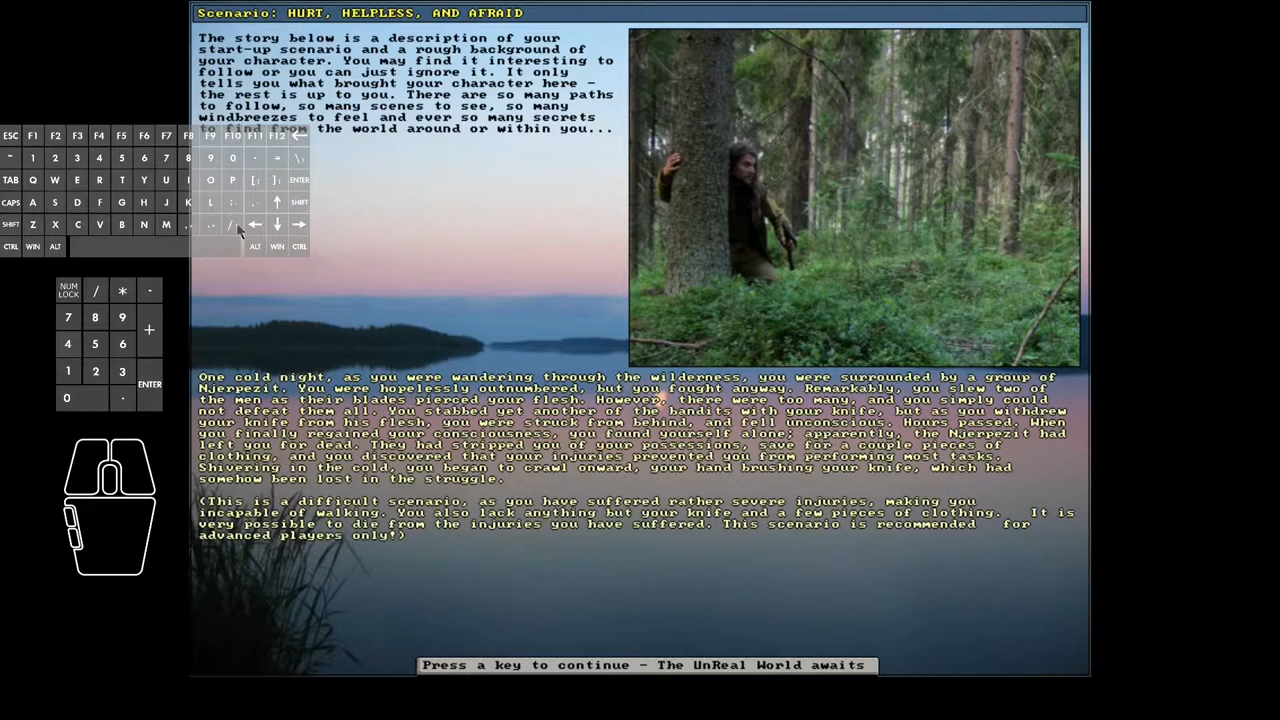 Scenario: HURT, HELPLESS, AND AFRAID
The story below is a description of your
start-up scenario and a rough background of
your character. You may find it interesting to
follow or you can just ignore it. It only
tells you what brought your character here -
the rest is up to you. There are so many paths
to follow, so many scenes to see, so many
windbreezes to feel and ever so many secrets
to find from the world around or within you...
ESC F1 F2 F3 F4 F5 F6 F7 F8 F9 F10 F11 F12 ←
~ 1 2 3 4 5 6 7 8 9 0 - = \
TAB Q W E R T Y U I O P [ ] ENTER
CAPS A S D F G H J K L ; ↑ SHIFT
SHIFT Z X C V B N M , . / ← ↓ →
CTRL WIN ALT ALT WIN CTRL
NUM LOCK / * -
7 8 9 +
4 5 6
1 2 3 ENTER
0 .
One cold night, as you were wandering through the wilderness, you were surrounded by a group of
Njerpezit. You were hopelessly outnumbered, but you fought anyway. Remarkably, you slew two of
the men as their blades pierced your flesh. However, there were too many, and you simply could
not defeat them all. You stabbed yet another of the bandits with your knife, but as you withdrew
your knife from his flesh, you were struck from behind, and fell unconscious. Hours passed. When
you finally regained your consciousness, you found yourself alone; apparently, the Njerpezit had
left you for dead. They had stripped you of your possessions, save for a couple pieces of
clothing, and you discovered that your injuries prevented you from performing most tasks.
Shivering in the cold, you began to crawl onward, your hand brushing your knife, which had
somehow been lost in the struggle.
(This is a difficult scenario, as you have suffered rather severe injuries, making you
incapable of walking. You also lack anything but your knife and a few pieces of clothing. It is
very possible to die from the injuries you have suffered. This scenario is recommended for
advanced players only!)
Press a key to continue - The UnReal World awaits